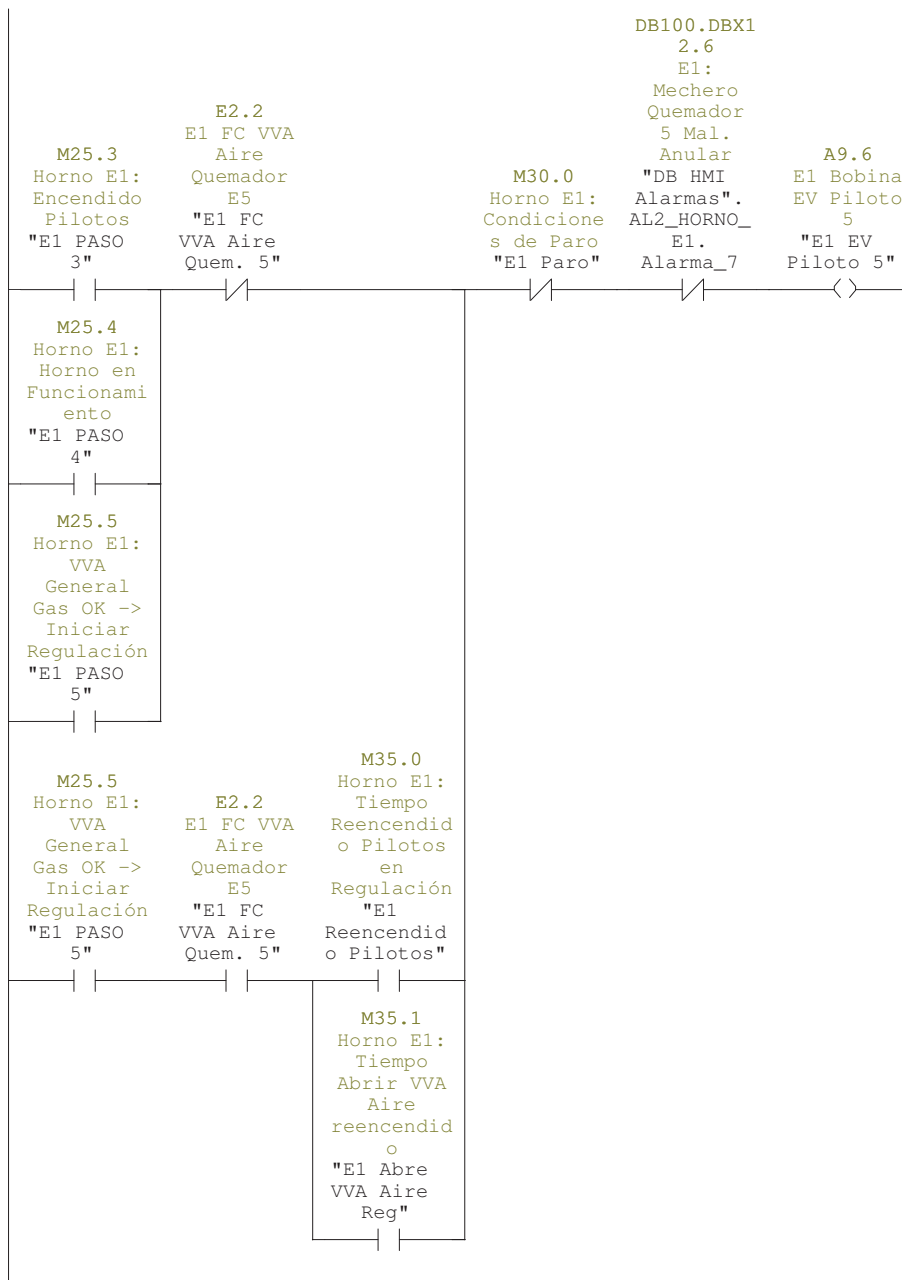 DB100.DBX1
2.6
E1:
Mechero
Quemador
5 Mal.
Anular
"DB HMI
Alarmas".
AL2_HORNO_
E1.
Alarma_7
E2.2
E1 FC VVA
Aire
Quemador
E5
"E1 FC
VVA Aire
Quem. 5"
M25.3
Horno E1:
Encendido
Pilotos
"E1 PASO
3"
M30.0
Horno E1:
Condicione
s de Paro
"E1 Paro"
A9.6
E1 Bobina
EV Piloto
5
"E1 EV
Piloto 5"
M25.4
Horno E1:
Horno en
Funcionami
ento
"E1 PASO
4"
M25.5
Horno E1:
VVA
General
Gas OK ->
Iniciar
Regulación
"E1 PASO
5"
M25.5
Horno E1:
VVA
General
Gas OK ->
Iniciar
Regulación
"E1 PASO
5"
E2.2
E1 FC VVA
Aire
Quemador
E5
"E1 FC
VVA Aire
Quem. 5"
M35.0
Horno E1:
Tiempo
Reencendid
o Pilotos
en
Regulación
"E1
Reencendid
o Pilotos"
M35.1
Horno E1:
Tiempo
Abrir VVA
Aire
reencendid
o
"E1 Abre
VVA Aire
Reg"